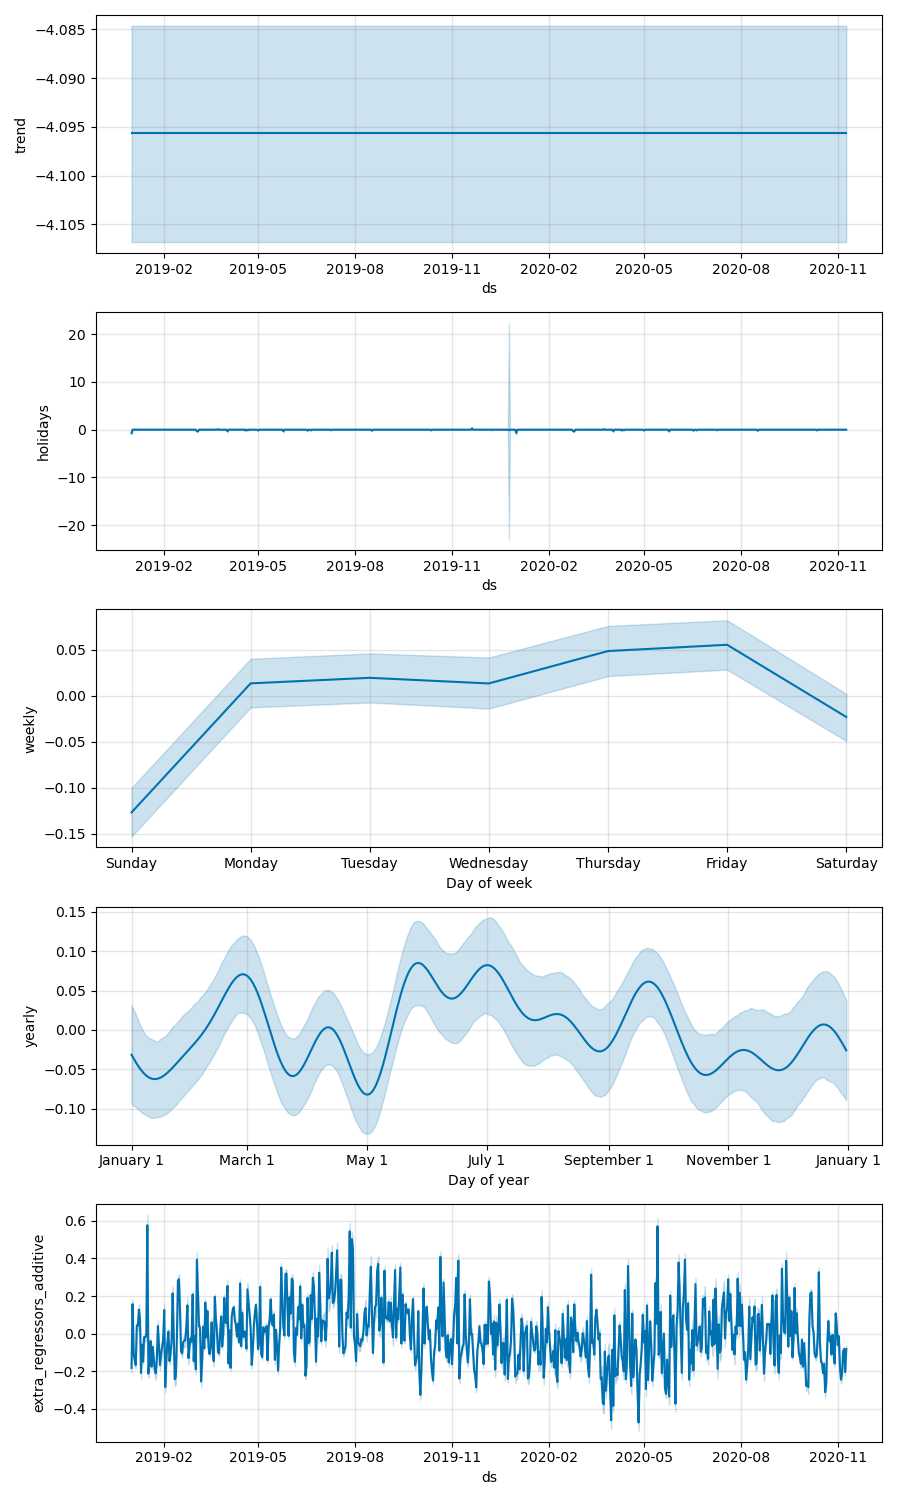 −4.085
−4.090
−4.095
−4.100
−4.105
trend
2019-02 2019-05 2019-08 2019-11 2020-02 2020-05 2020-08 2020-11
ds
20
10
0
−10
−20
holidays
2019-02 2019-05 2019-08 2019-11 2020-02 2020-05 2020-08 2020-11
ds
0.05
0.00
−0.05
−0.10
−0.15
weekly
Sunday Monday Tuesday Wednesday Thursday Friday Saturday
Day of week
0.15
0.10
0.05
0.00
−0.05
−0.10
yearly
January 1 March 1 May 1 July 1 September 1 November 1 January 1
Day of year
0.6
0.4
0.2
0.0
−0.2
−0.4
extra_regressors_additive
2019-02 2019-05 2019-08 2019-11 2020-02 2020-05 2020-08 2020-11
ds